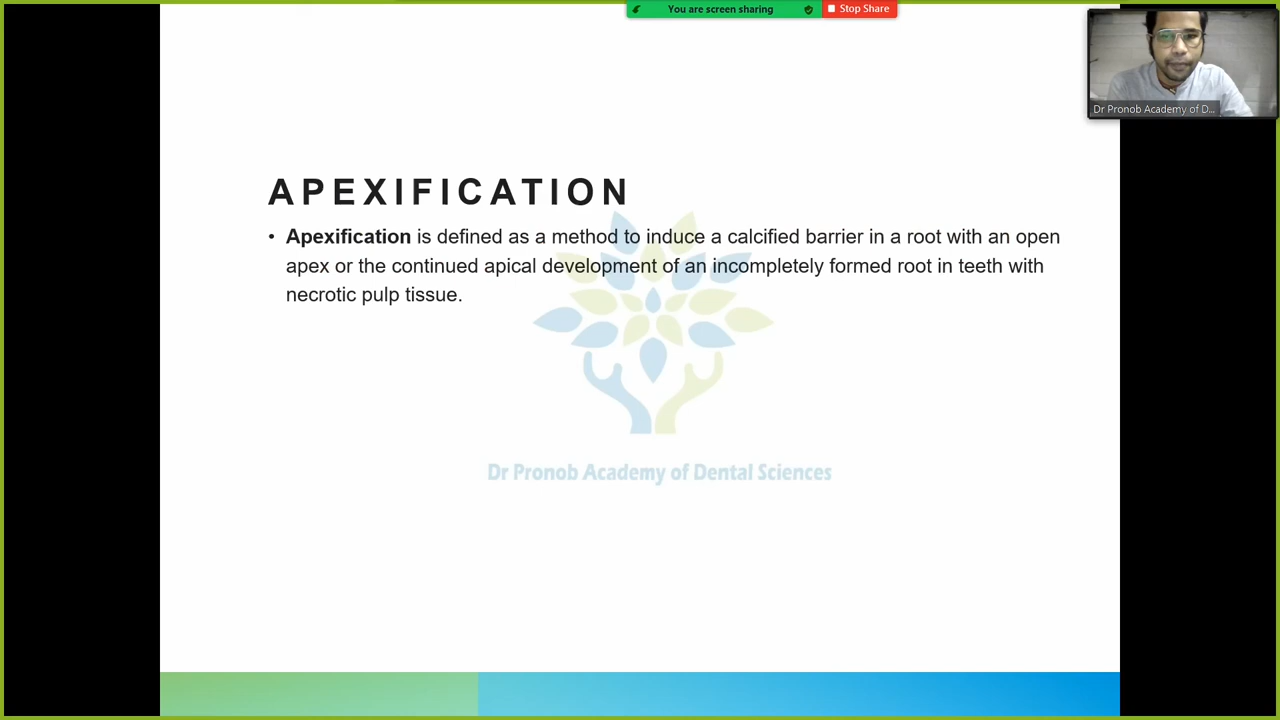 You are screen sharing
Stop Share
Dr Pronob Academy of D...
APEXIFICATION
• Apexification is defined as a method to induce a calcified barrier in a root with an open
apex or the continued apical development of an incompletely formed root in teeth with
necrotic pulp tissue.
Dr Pronob Academy of Dental Sciences